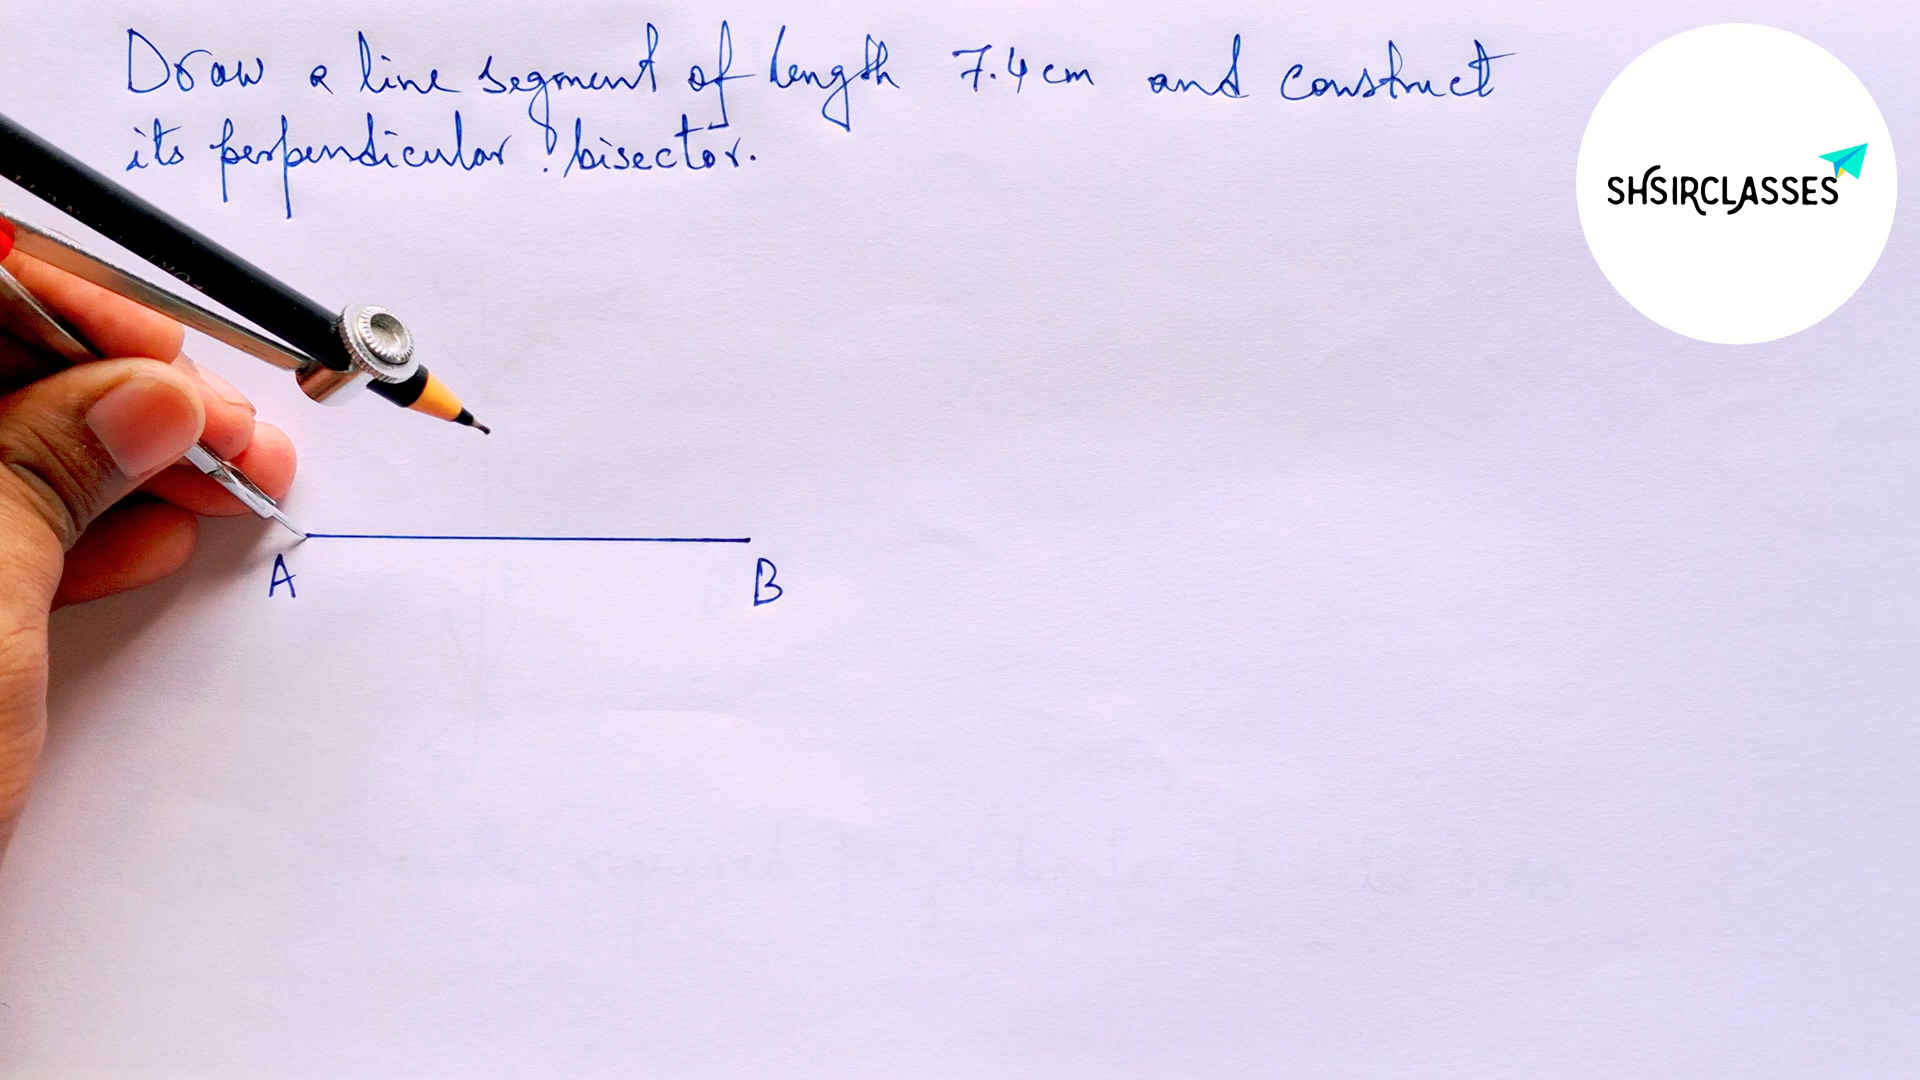 Draw a line segment of length 7.4 cm and construct
its perpendicular bisector.
SHSIRCLASSES
A
B